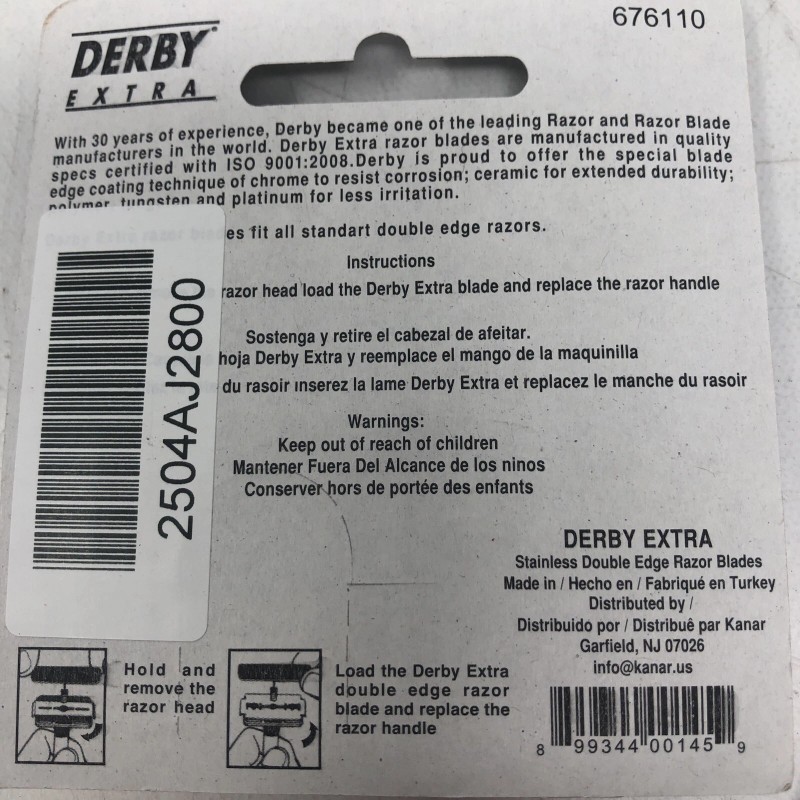 DERBY
EXTRA
676110
With 30 years of experience, Derby became one of the leading Razor and Razor Blade
manufacturers in the world. Derby Extra razor blades are manufactured in quality
specs certified with ISO 9001:2008.Derby is proud to offer the special blade
edge coating technique of chrome to resist corrosion; ceramic for extended durability;
polymer, tungsten and platinum for less irritation.
Derby Extra razor blades fit all standart double edge razors.
Instructions
razor head load the Derby Extra blade and replace the razor handle
Sostenga y retire el cabezal de afeitar.
hoja Derby Extra y reemplace el mango de la maquinilla
du rasoir inserez la lame Derby Extra et replacez le manche du rasoir
Warnings:
Keep out of reach of children
Mantener Fuera Del Alcance de los ninos
Conserver hors de portée des enfants
2504AJ2800
DERBY EXTRA
Stainless Double Edge Razor Blades
Made in / Hecho en / Fabriqué en Turkey
Distributed by /
Distribuido por / Distribuê par Kanar
Garfield, NJ 07026
info@kanar.us
8 99344 00145 9
Hold and
remove the
razor head
Load the Derby Extra
double edge razor
blade and replace the
razor handle